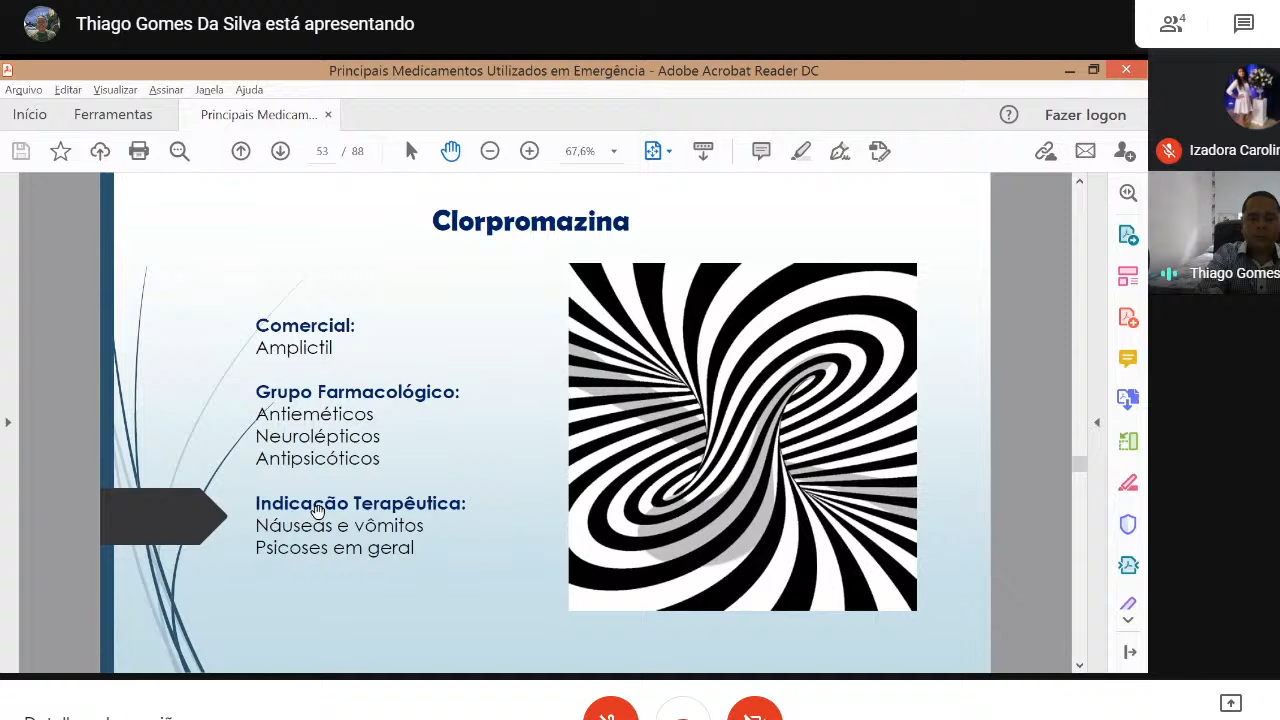 Thiago Gomes Da Silva está apresentando
4
Principais Medicamentos Utilizados em Emergência - Adobe Acrobat Reader DC
Arquivo Editar Visualizar Assinar Janela Ajuda
Início Ferramentas Principais Medicam... × Fazer logon
53 / 88 67,6%
Izadora Carolin
Thiago Gomes
Clorpromazina
Comercial:
Amplictil
Grupo Farmacológico:
Antieméticos
Neurolépticos
Antipsicóticos
Indicação Terapêutica:
Náuseas e vômitos
Psicoses em geral